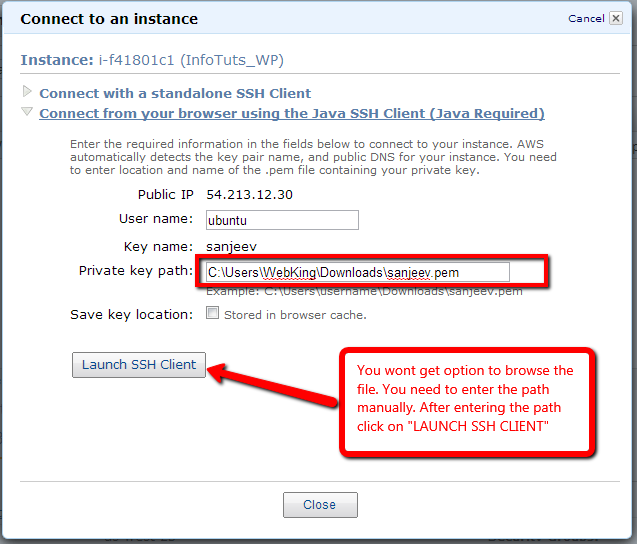 Connect to an instance
Cancel
Instance: i-f41801c1 (InfoTuts_WP)
Connect with a standalone SSH Client
Connect from your browser using the Java SSH Client (Java Required)
Enter the required information in the fields below to connect to your instance. AWS
automatically detects the key pair name, and public DNS for your instance. You need
to enter location and name of the .pem file containing your private key.
Public IP 54.213.12.30
User name: ubuntu
Key name: sanjeev
Private key path: C:\Users\WebKing\Downloads\sanjeev.pem
Example: C:\Users\username\Downloads\sanjeev.pem
Save key location: Stored in browser cache.
Launch SSH Client
You wont get option to browse the
file. You need to enter the path
manually. After entering the path
click on "LAUNCH SSH CLIENT"
Close